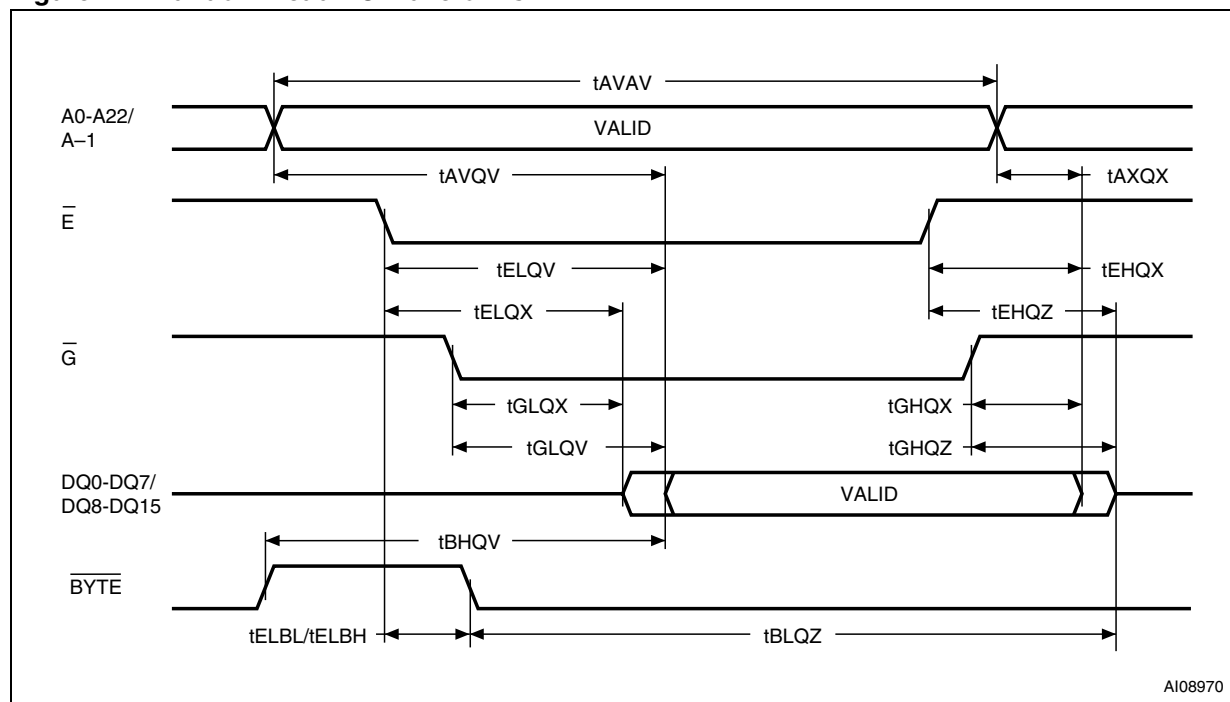 tAVAV
A0-A22/
A–1
VALID
tAVQV
tAXQX
E
tELQV
tEHQX
tELQX
tEHQZ
G
tGLQX
tGHQX
tGLQV
tGHQZ
DQ0-DQ7/
DQ8-DQ15
VALID
tBHQV
BYTE
tELBL/tELBH
tBLQZ
AI08970